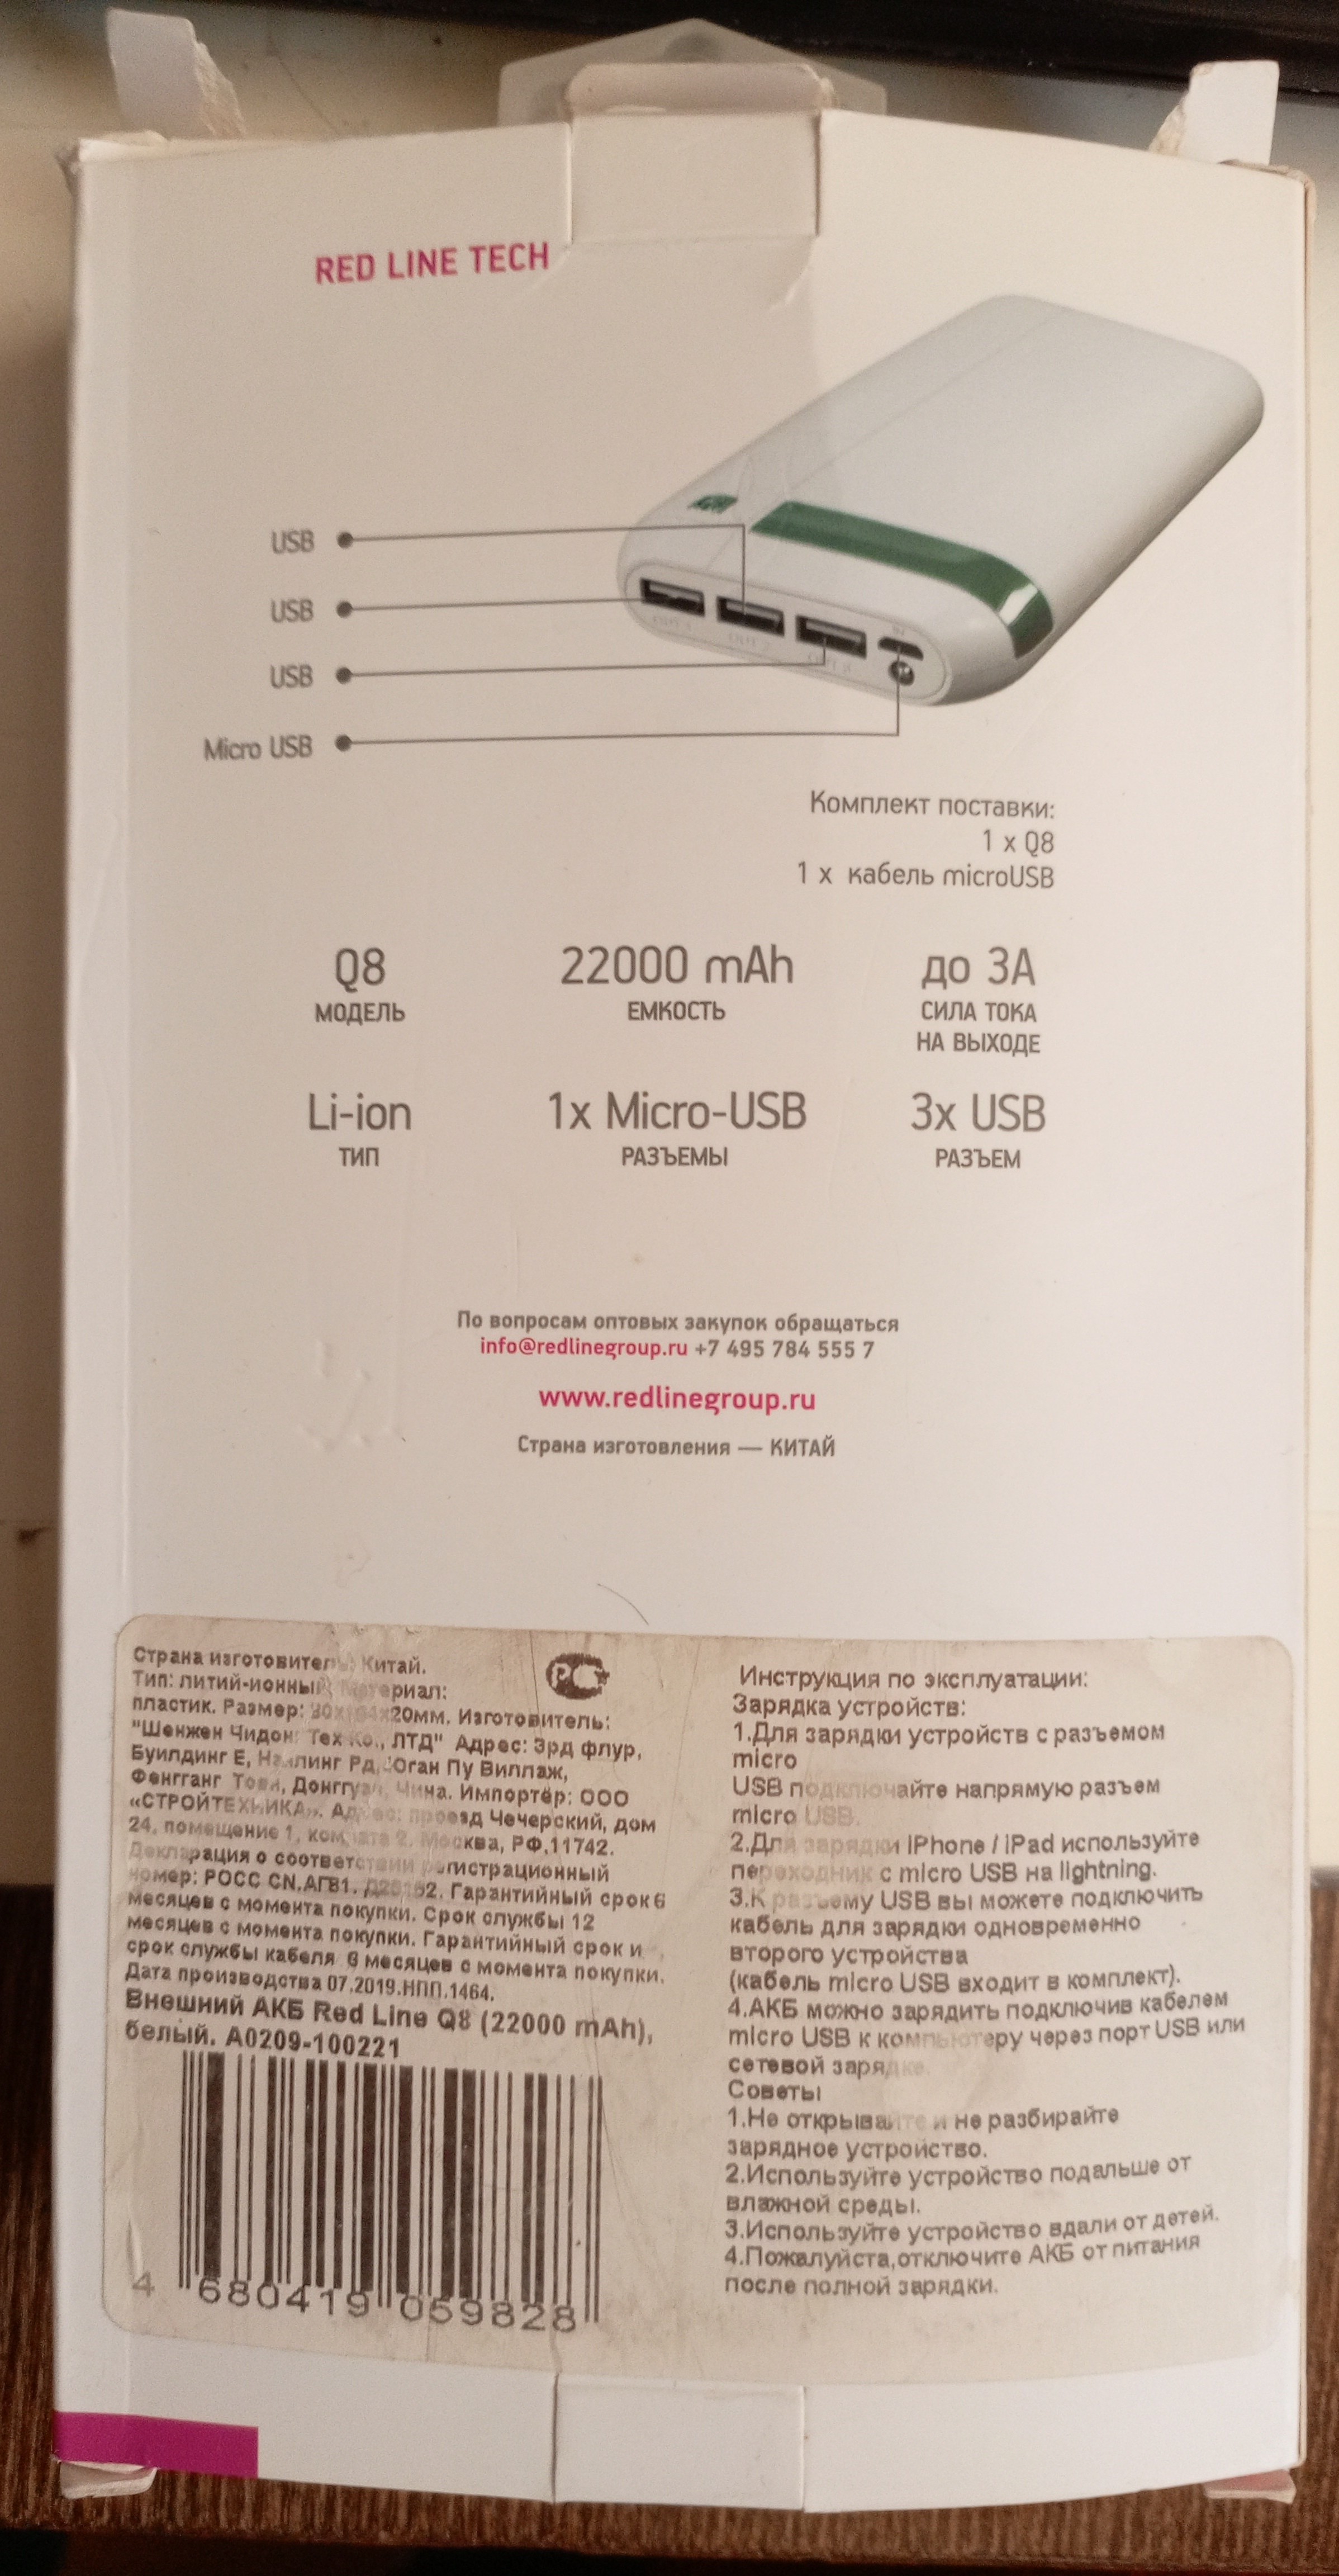 RED LINE TECH
USB
USB
USB
Micro USB
Комплект поставки:
1 x Q8
1 x кабель microUSB
Q8
МОДЕЛЬ
22000 mAh
ЕМКОСТЬ
до 3А
СИЛА ТОКА
НА ВЫХОДЕ
Li-ion
ТИП
1x Micro-USB
РАЗЪЕМЫ
3x USB
РАЗЪЕМ
По вопросам оптовых закупок обращаться
info@redlinegroup.ru +7 495 784 555 7
www.redlinegroup.ru
Страна изготовления — КИТАЙ
Страна изготовитель: Китай.
Тип: литий-ионный Материал:
пластик. Размер: Изготовитель:
"Шенжен Чидон: Тех Ко., ЛТД" Адрес: Зрд флур,
Буилдинг Е, Рд, Юган Пу Виллаж,
Фенгганг Товн, Донггуан, Чина. Импортёр: ООО
«СТРОЙТЕХНИКА». Адрес: проезд Чечерский, дом
24, помещение 1, комната 2. Москва, РФ,11742.
Декларация о соответствии регистрационный
номер: РОСС CN.АГ81. Гарантийный срок 6
месяцев с момента покупки. Срок службы 12
месяцев с момента покупки. Гарантийный срок и
срок службы кабеля 6 месяцев с момента покупки.
Дата производства 07.2019.НПП.1464.
Внешний АКБ Red Line Q8 (22000 mAh),
белый. A0209-100221
4 680419 059828
Инструкция по эксплуатации:
Зарядка устройств:
1.Для зарядки устройств с разъемом
micro
USB подключайте напрямую разъем
micro USB.
2.Для зарядки iPhone / iPad используйте
переходник с micro USB на lightning.
3.К разъему USB вы можете подключить
кабель для зарядки одновременно
второго устройства
(кабель micro USB входит в комплект).
4.АКБ можно зарядить подключив кабелем
micro USB к компьютеру через порт USB или
сетевой зарядке.
Советы
1.Не открывайте и не разбирайте
зарядное устройство.
2.Используйте устройство подальше от
влажной среды.
3.Используйте устройство вдали от детей.
4.Пожалуйста,отключите АКБ от питания
после полной зарядки.